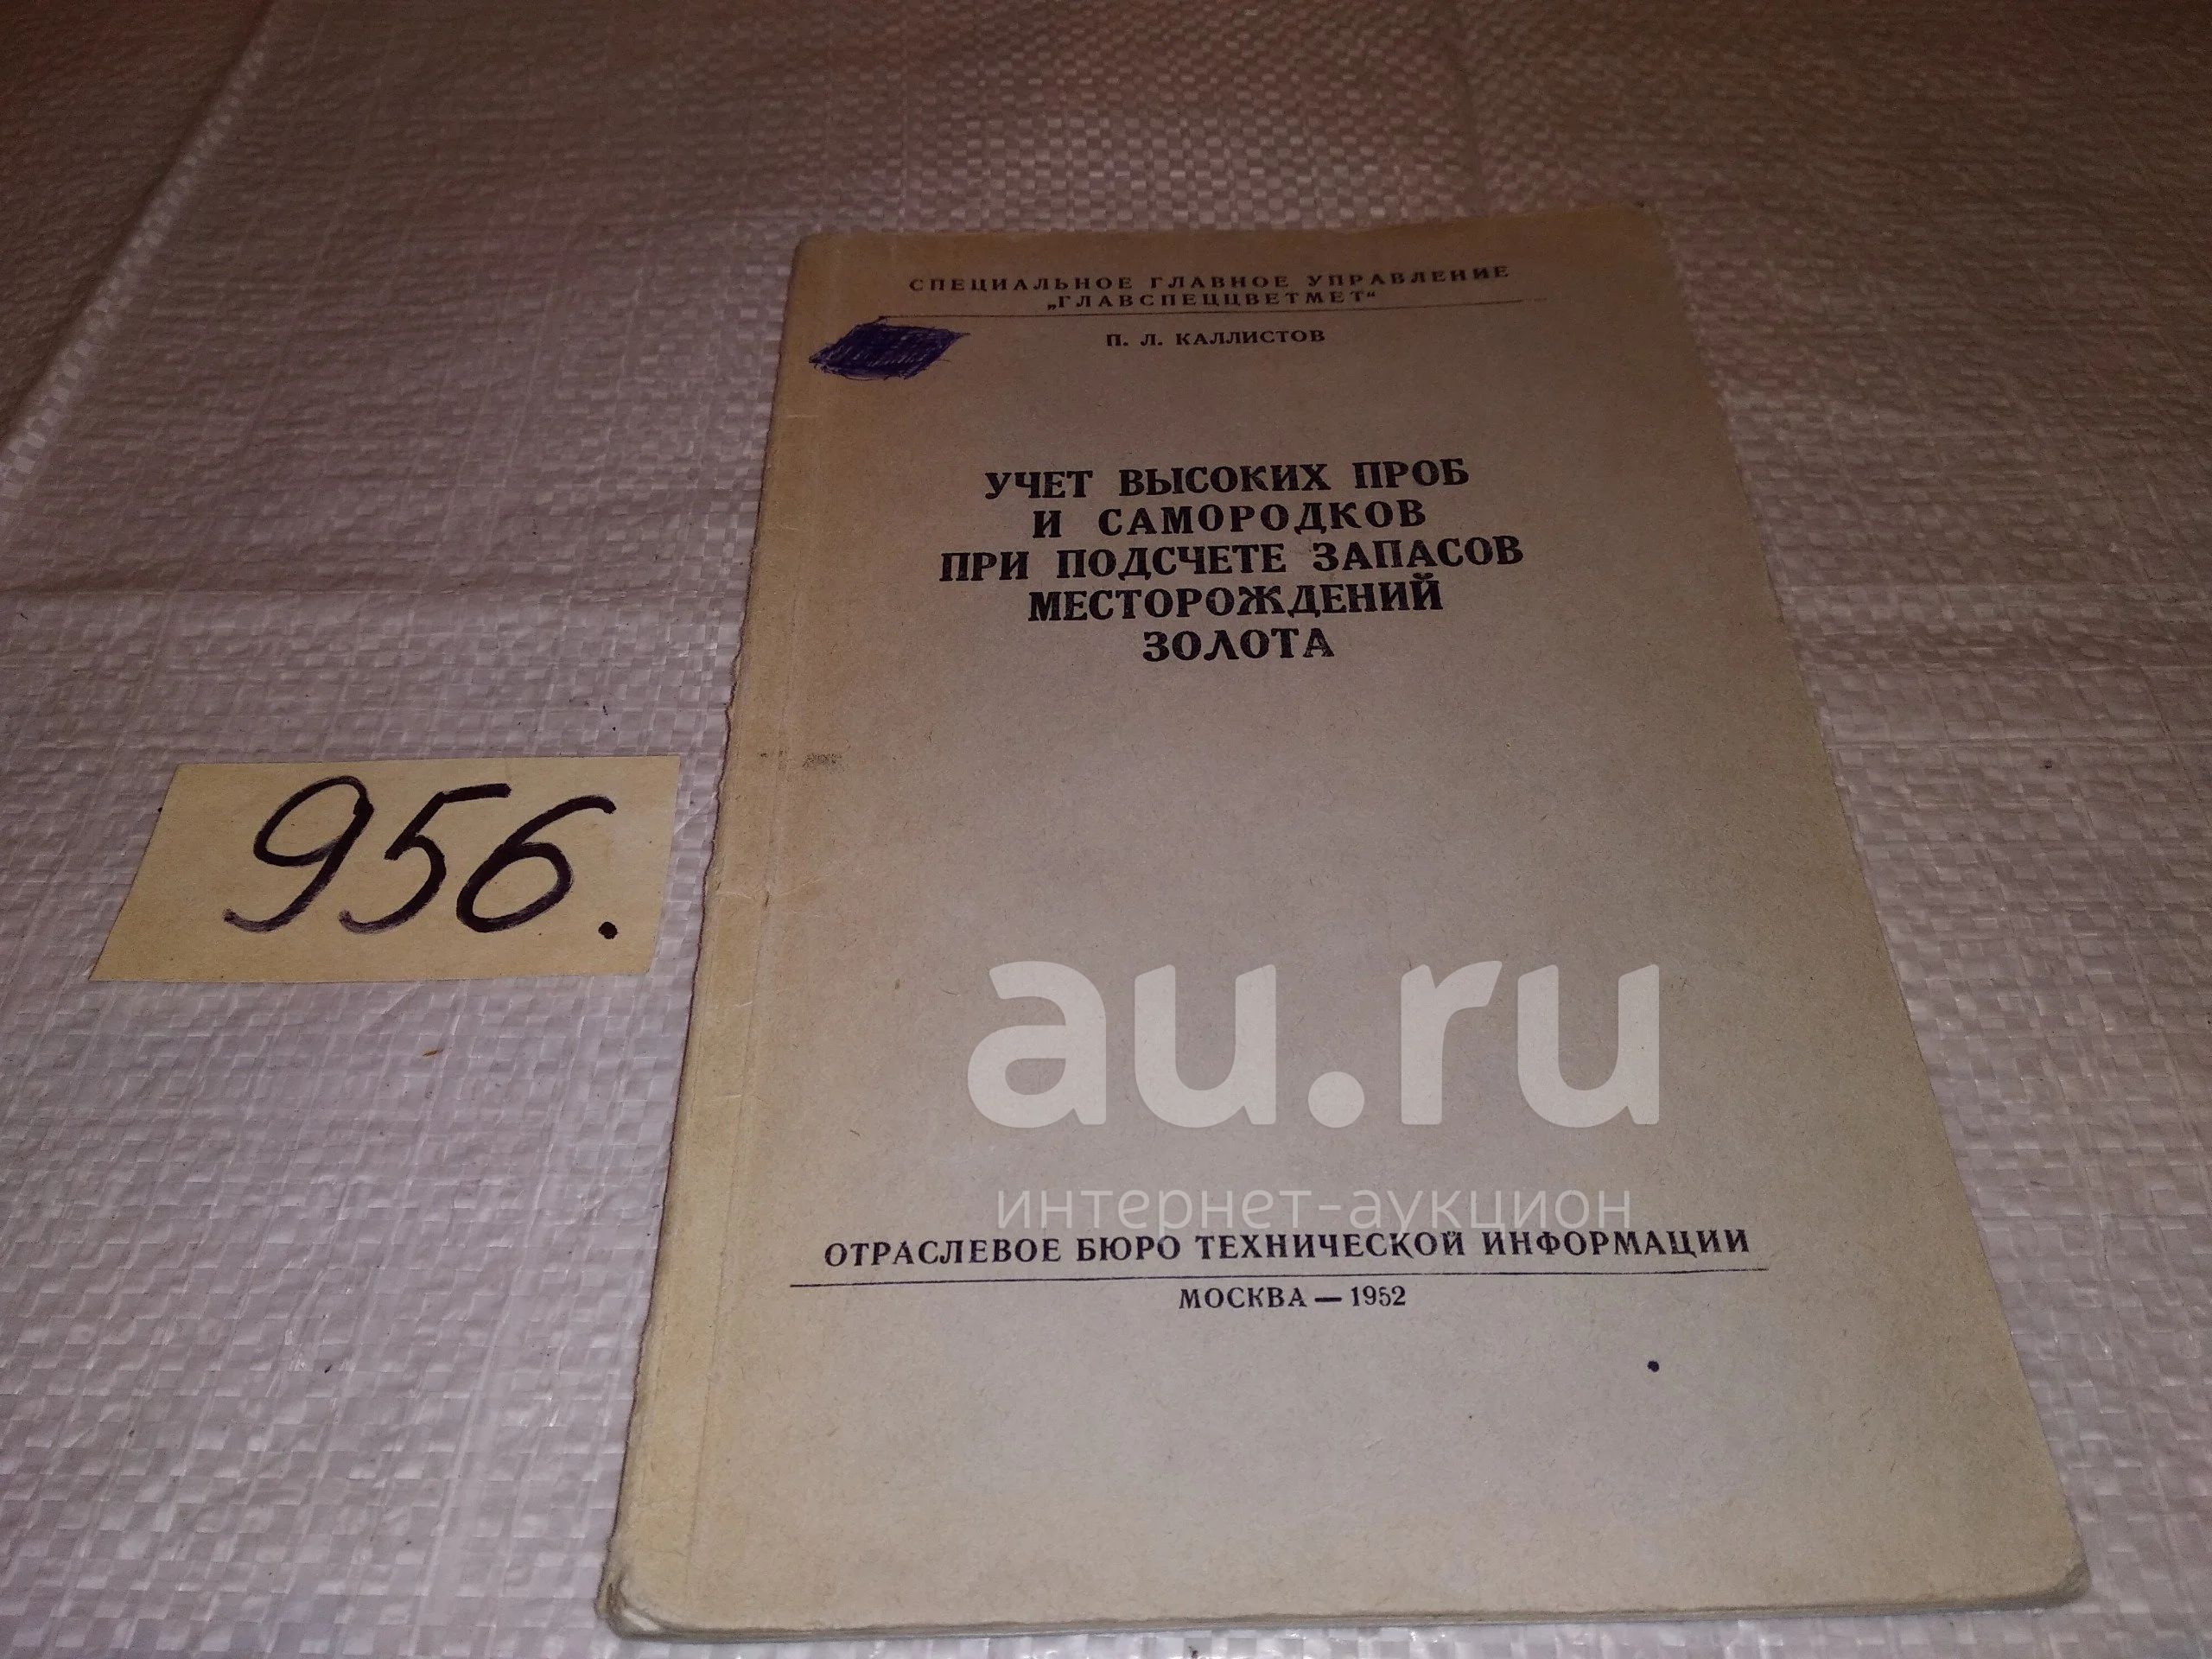 СПЕЦИАЛЬНОЕ ГЛАВНОЕ УПРАВЛЕНИЕ
„ГЛАВСПЕЦЦВЕТМЕТ“
П. Л. КАЛЛИСТОВ
УЧЕТ ВЫСОКИХ ПРОБ
И САМОРОДКОВ
ПРИ ПОДСЧЕТЕ ЗАПАСОВ
МЕСТОРОЖДЕНИЙ
ЗОЛОТА
956.
au.ru
интернет-аукцион
ОТРАСЛЕВОЕ БЮРО ТЕХНИЧЕСКОЙ ИНФОРМАЦИИ
МОСКВА — 1952